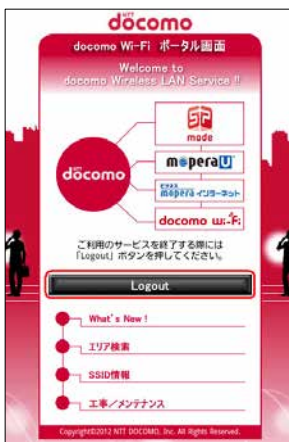 NTT
docomo
docomo Wi-Fi ポータル画面
Welcome to
docomo Wireless LAN Service !!
SP
mode
NTT
döcomo
mopera U
ビジネス
mopera インターネット
docomo Wi-Fi
ご利用のサービスを終了する際には
「Logout」ボタンを押してください。
Logout
What's New !
エリア検索
SSID情報
工事／メンテナンス
Copyright©2012 NTT DOCOMO, Inc. All Rights Reserved.